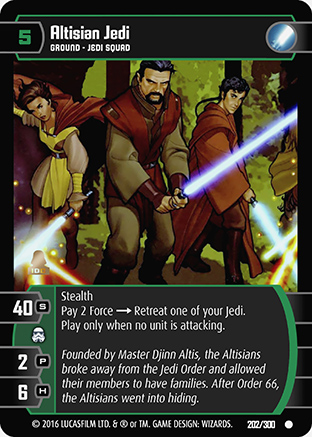 5
Altisian Jedi
GROUND - JEDI SQUAD
40 S
Stealth
Pay 2 Force → Retreat one of your Jedi.
Play only when no unit is attacking.
2 P
6 H
Founded by Master Djinn Altis, the Altisians
broke away from the Jedi Order and allowed
their members to have families. After Order 66,
the Altisians went into hiding.
© 2016 LUCASFILM LTD. & ® or TM. GAME DESIGN: WIZARDS. 202/300